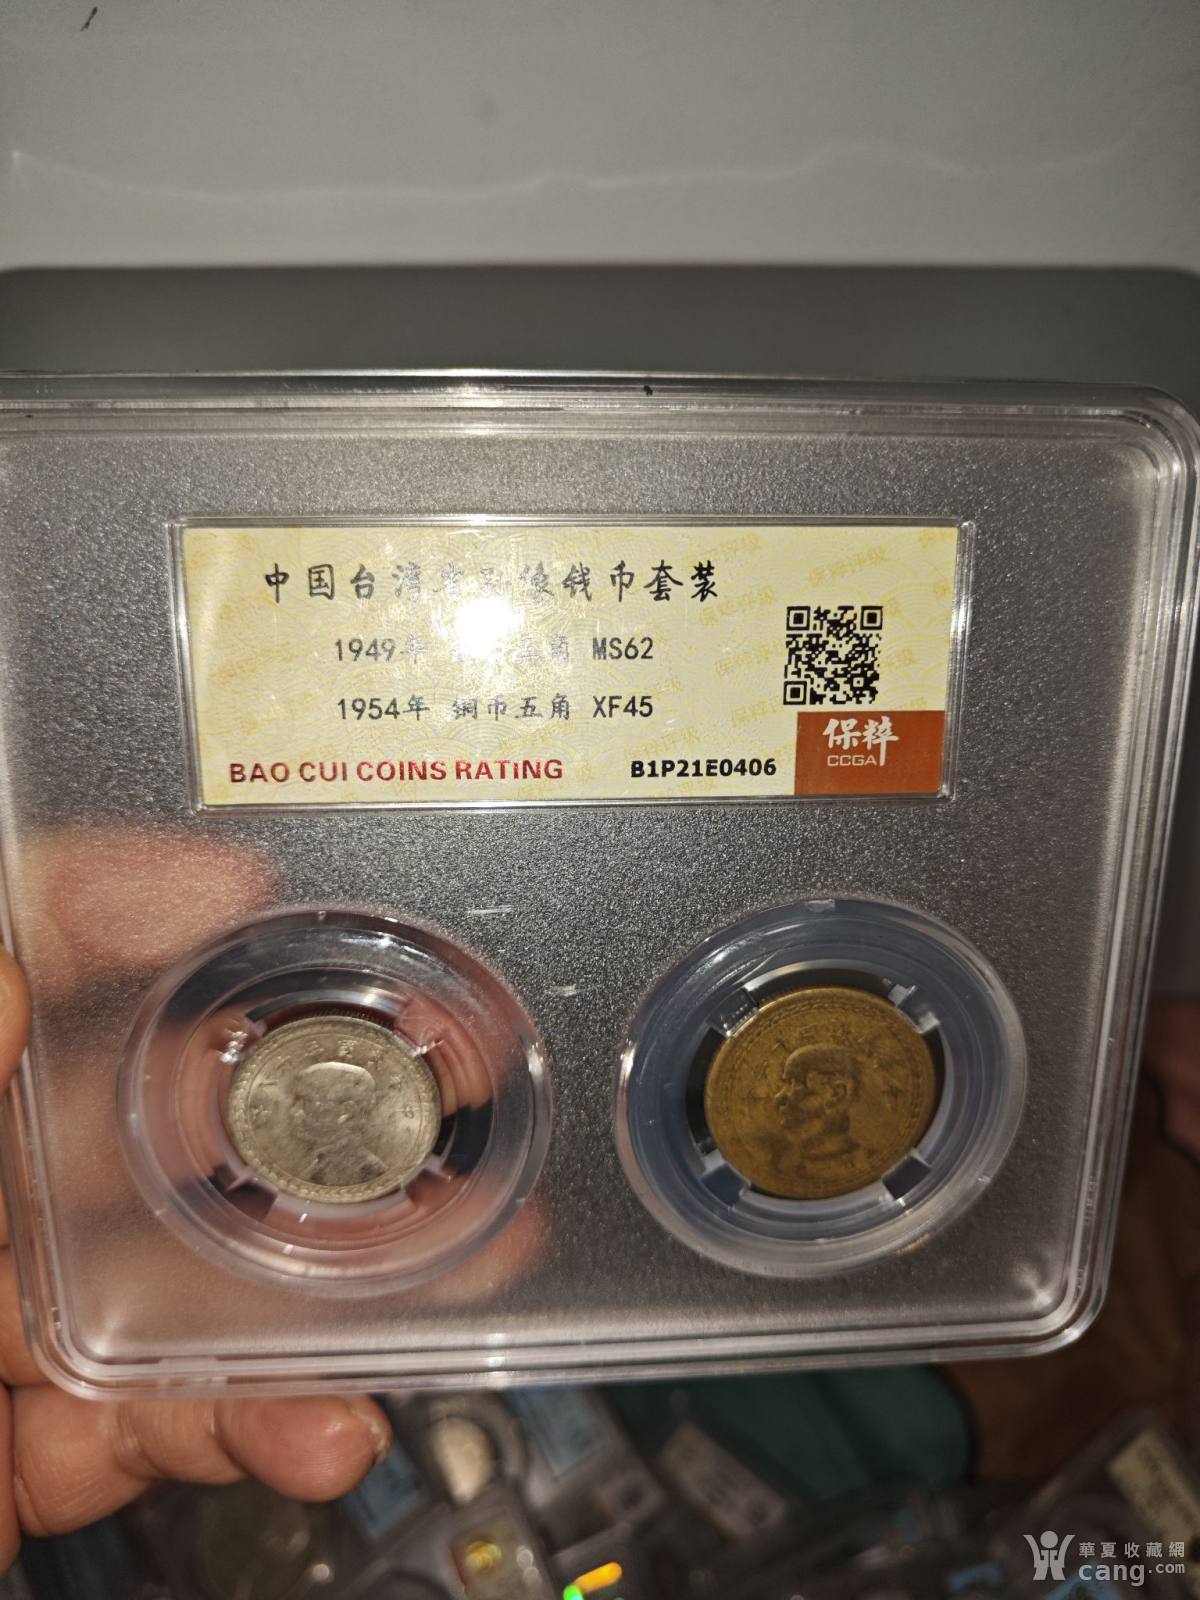 中国台湾像钱币套装
1949年 角 MS62
1954年 铜币五角 XF45
BAO CUI COINS RATING
B1P21E0406
保粹
CCGA
華夏收藏網
cang.com